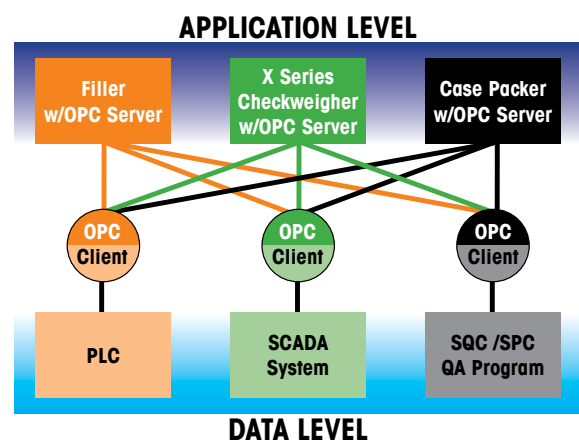 APPLICATION LEVEL
Filler
w/OPC Server
X Series
Checkweigher
w/OPC Server
Case Packer
w/OPC Server
OPC
Client
OPC
Client
OPC
Client
PLC
SCADA
System
SQC /SPC
QA Program
DATA LEVEL